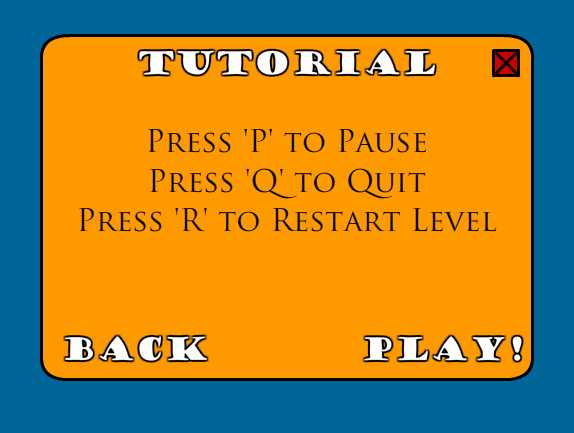 TUTORIAL
Press 'P' to Pause
Press 'Q' to Quit
Press 'R' to Restart Level
BACK
PLAY!